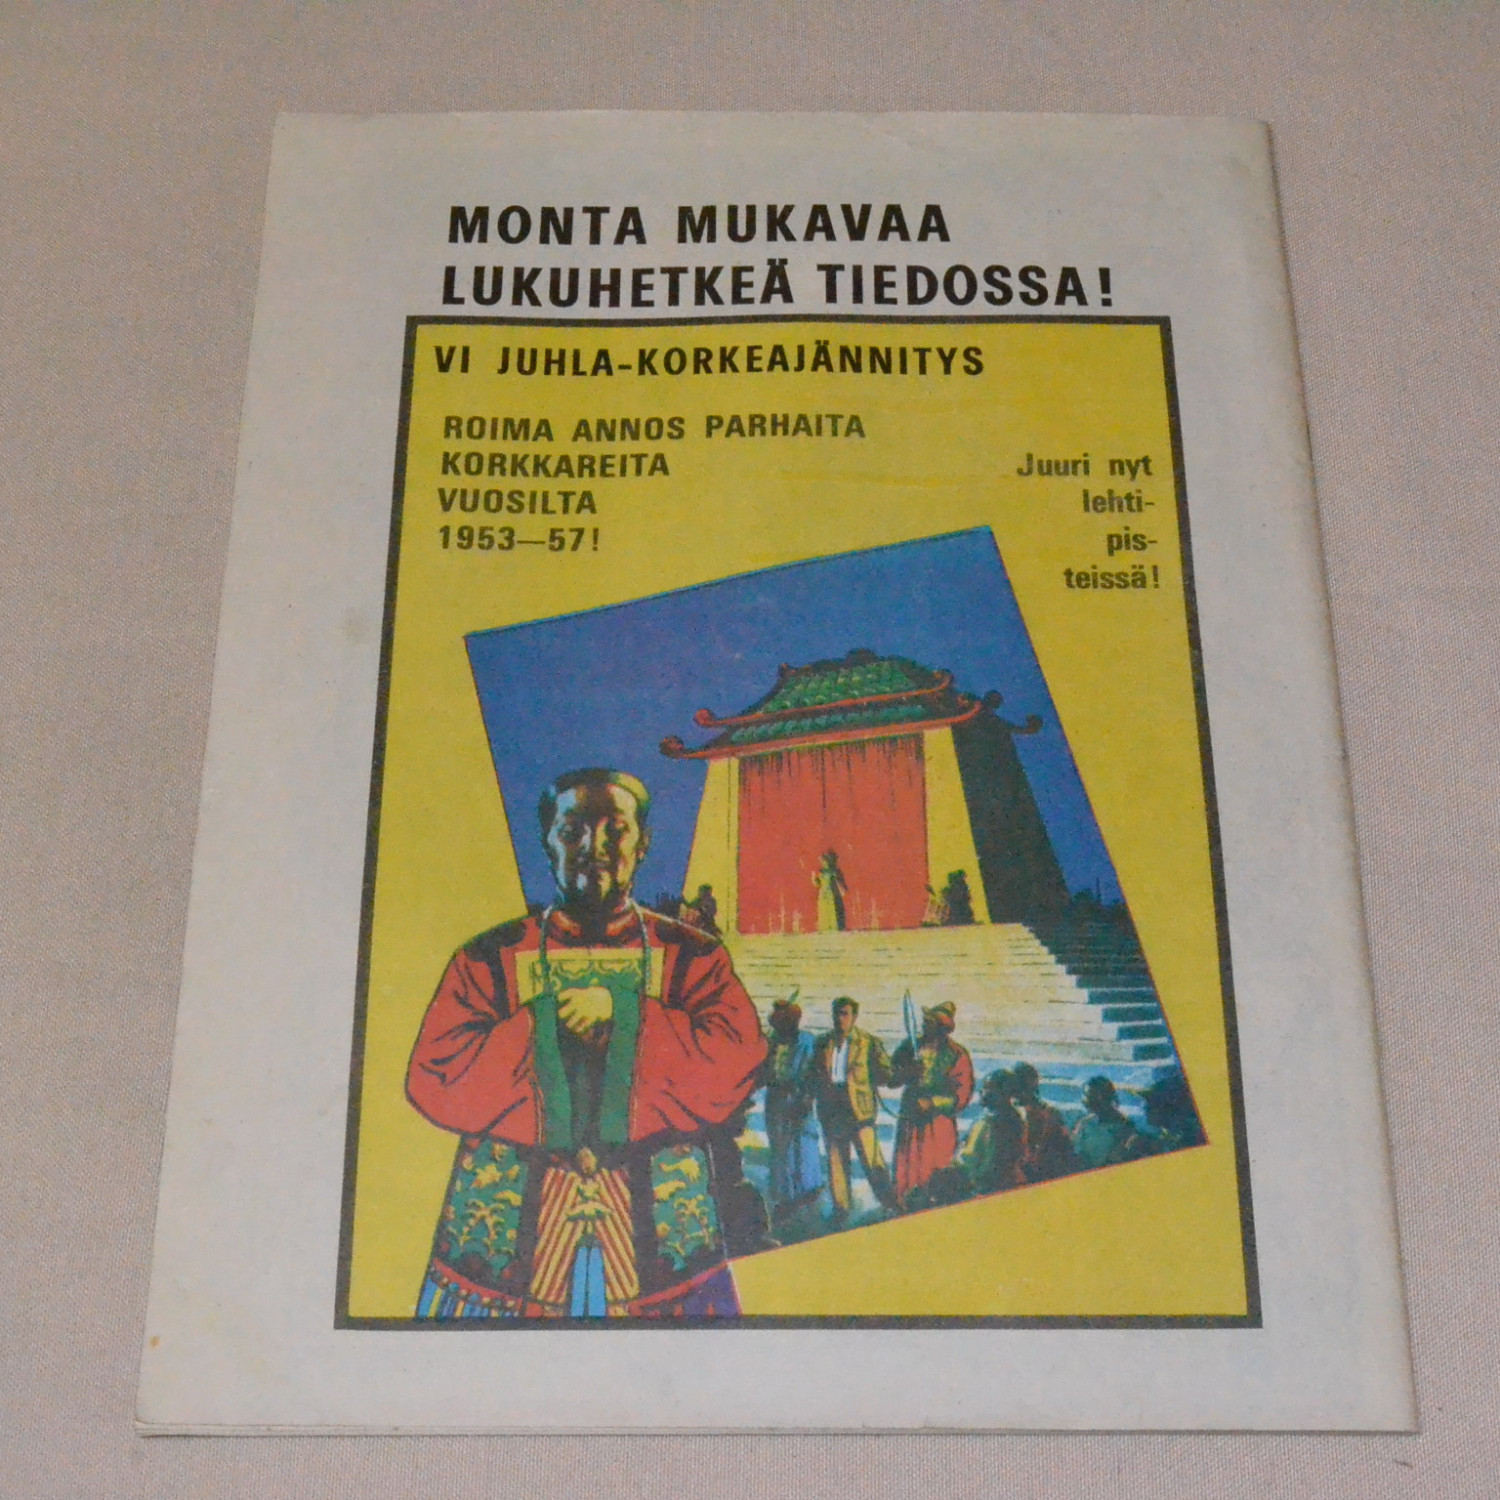 MONTA MUKAVAA
LUKUHETKEÄ TIEDOSSA!
VI JUHLA-KORKEAJÄNNITYS
ROIMA ANNOS PARHAITA
KORKKAREITA
VUOSILTA
1953—57!
Juuri nyt
lehti-
pis-
teissä!